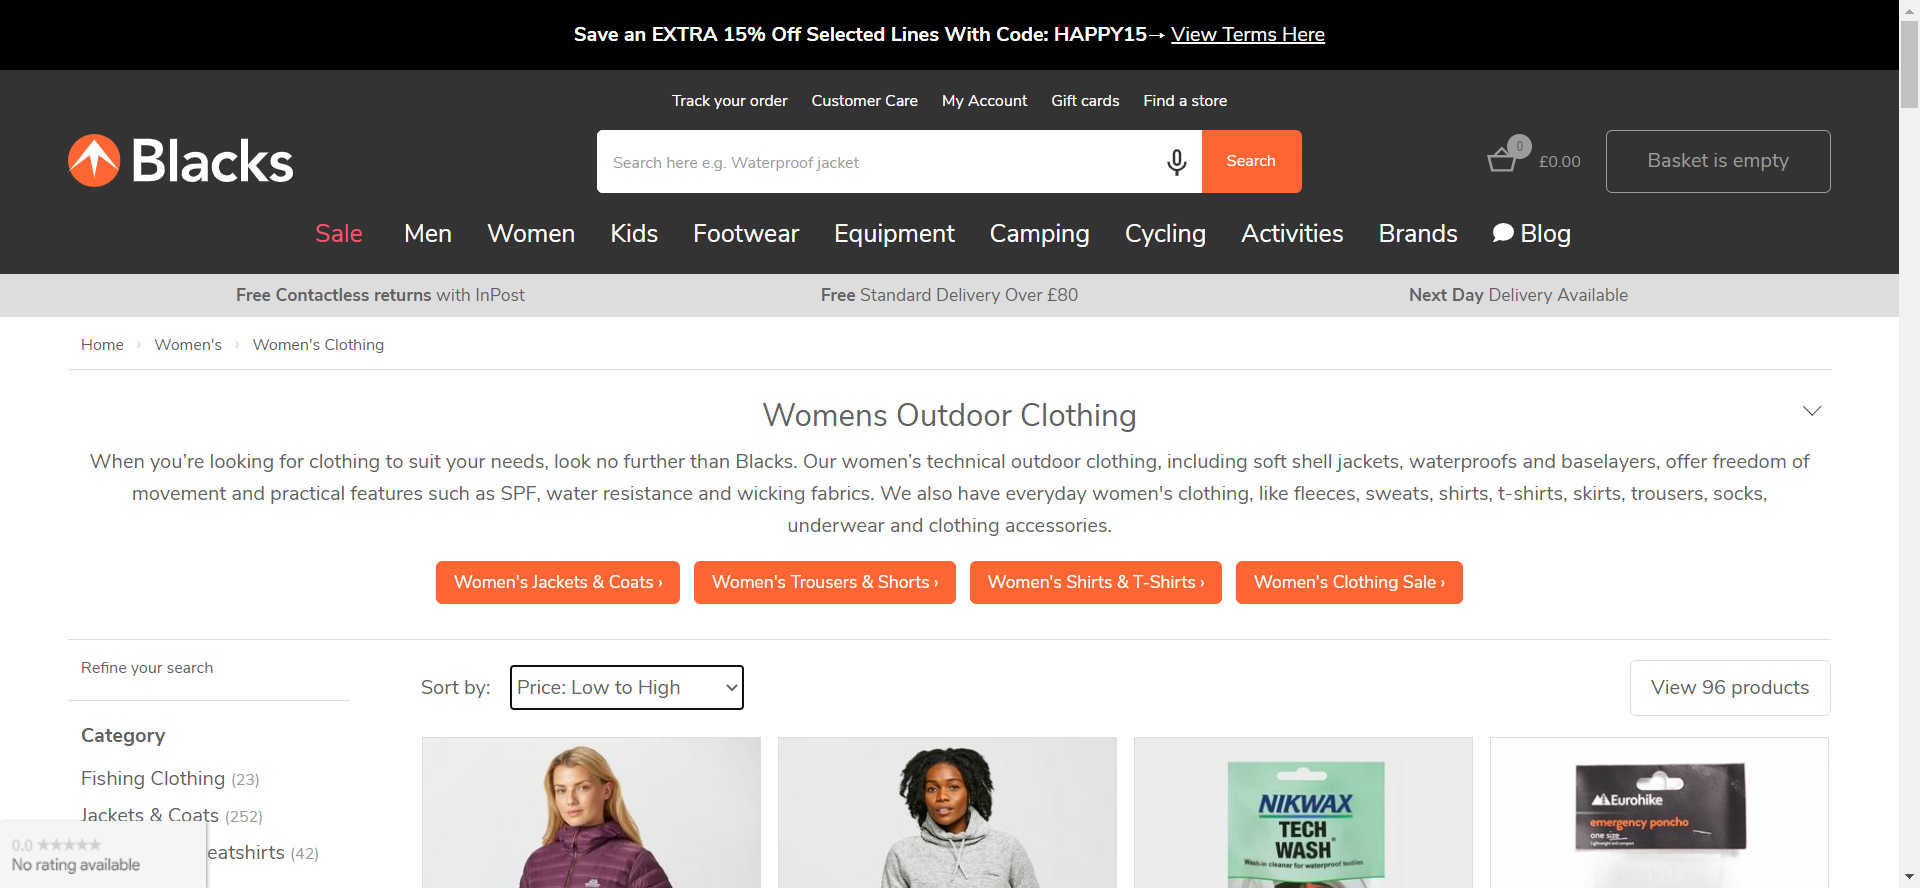 Save an EXTRA 15% Off Selected Lines With Code: HAPPY15→ View Terms Here
Track your order Customer Care My Account Gift cards Find a store
Blacks
Search here e.g. Waterproof jacket
Search
0
£0.00
Basket is empty
Sale Men Women Kids Footwear Equipment Camping Cycling Activities Brands Blog
Free Contactless returns with InPost
Free Standard Delivery Over £80
Next Day Delivery Available
Home › Women's › Women's Clothing
Womens Outdoor Clothing
When you’re looking for clothing to suit your needs, look no further than Blacks. Our women’s technical outdoor clothing, including soft shell jackets, waterproofs and baselayers, offer freedom of
movement and practical features such as SPF, water resistance and wicking fabrics. We also have everyday women's clothing, like fleeces, sweats, shirts, t-shirts, skirts, trousers, socks,
underwear and clothing accessories.
Women's Jackets & Coats ›
Women's Trousers & Shorts ›
Women's Shirts & T-Shirts ›
Women's Clothing Sale ›
Refine your search
Sort by: Price: Low to High
View 96 products
Category
Fishing Clothing (23)
Jackets & Coats (252)
eatshirts (42)
0.0 ★★★★★
No rating available
NIKWAX
TECH
WASH
Wash-in cleaner for waterproof textiles
Eurohike
emergency poncho
one size
Lightweight and compact